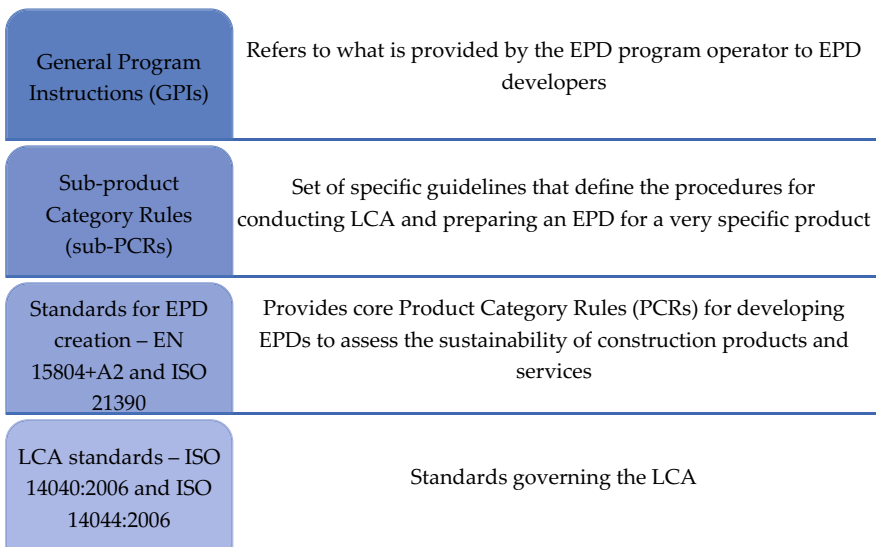 General Program
Instructions (GPIs)
Refers to what is provided by the EPD program operator to EPD
developers
Sub-product
Category Rules
(sub-PCRs)
Set of specific guidelines that define the procedures for
conducting LCA and preparing an EPD for a very specific product
Standards for EPD
creation – EN
15804+A2 and ISO
21390
Provides core Product Category Rules (PCRs) for developing
EPDs to assess the sustainability of construction products and
services
LCA standards – ISO
14040:2006 and ISO
14044:2006
Standards governing the LCA